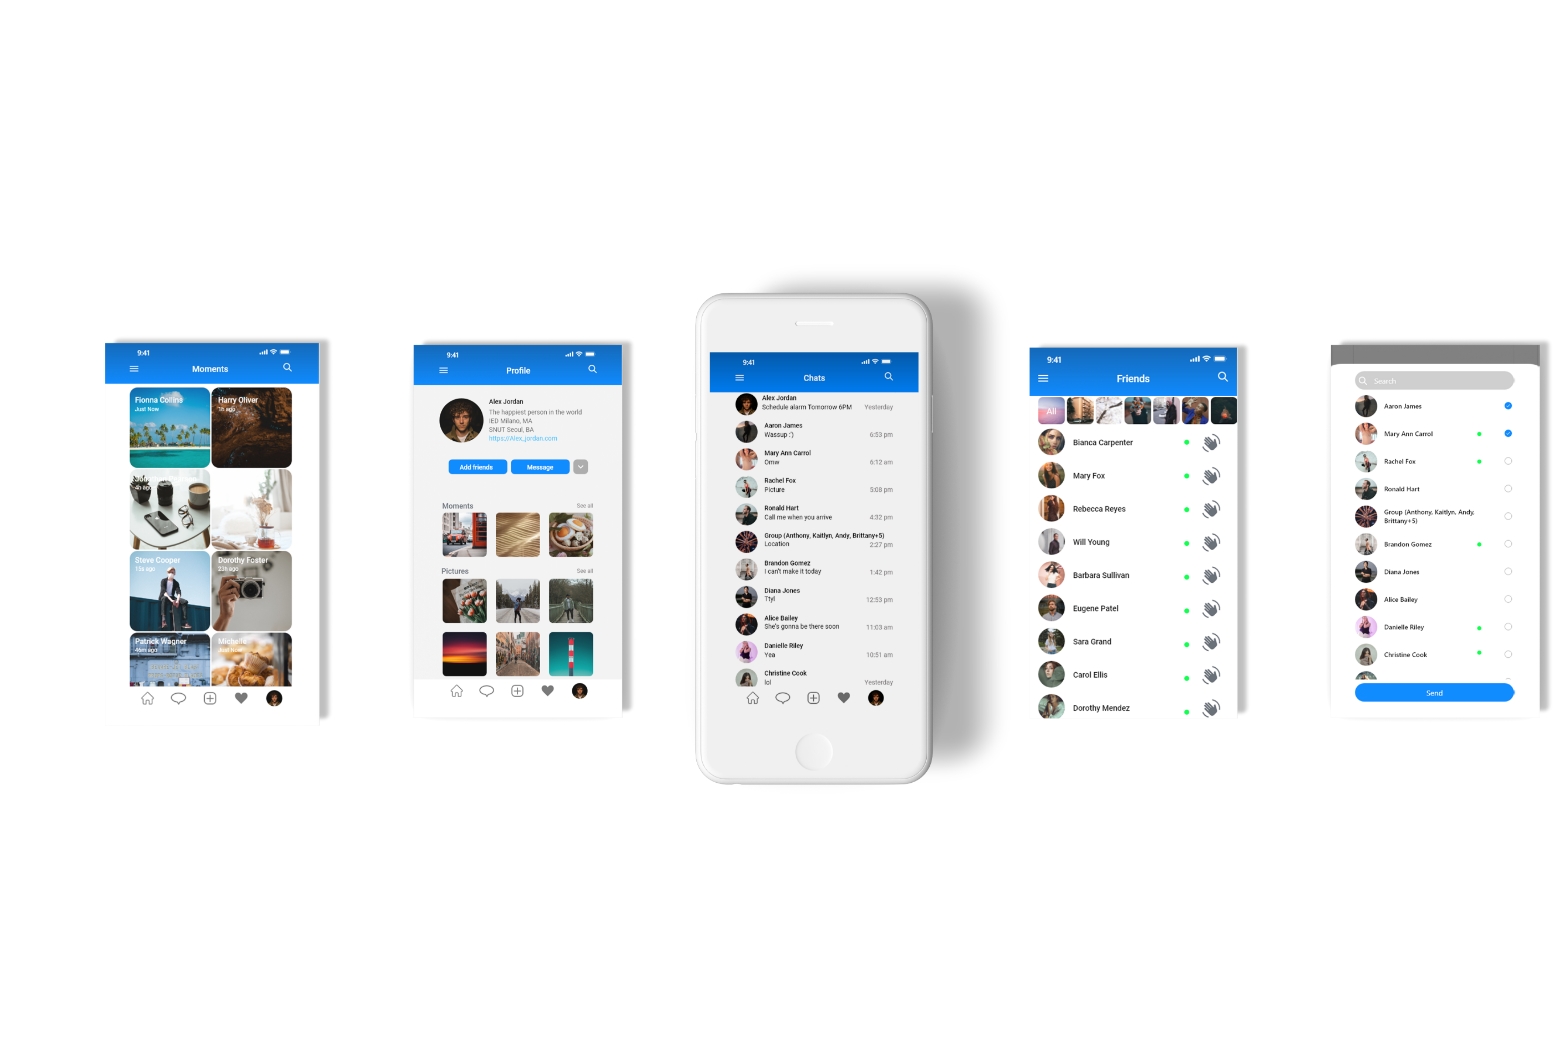 9:41
Moments
Fionna Collins
Just Now
Harry Oliver
1h ago
4h ago
Steve Cooper
15s ago
Dorothy Foster
23h ago
Patrick Wagner
46m ago
Michelle
Just Now
9:41
Profile
Alex Jordan
The happiest person in the world
IED Milano, MA
SNUT Seoul, BA
https://Alex_jordan.com
Add friends
Message
Moments
See all
Pictures
See all
9:41
Chats
Alex Jordan
Schedule alarm Tomorrow 6PM
Yesterday
Aaron James
Wassup :')
6:53 pm
Mary Ann Carrol
Omw
6:12 am
Rachel Fox
Picture
5:08 pm
Ronald Hart
Call me when you arrive
4:32 pm
Group (Anthony, Kaitlyn, Andy, Brittany+5)
Location
2:27 pm
Brandon Gomez
I can't make it today
1:42 pm
Diana Jones
Ttyl
12:53 pm
Alice Bailey
She's gonna be there soon
11:03 am
Danielle Riley
Yea
10:51 am
Christine Cook
lol
Yesterday
9:41
Friends
All
Bianca Carpenter
Mary Fox
Rebecca Reyes
Will Young
Barbara Sullivan
Eugene Patel
Sara Grand
Carol Ellis
Dorothy Mendez
Search
Aaron James
Mary Ann Carrol
Rachel Fox
Ronald Hart
Group (Anthony, Kaitlyn, Andy,
Brittany+5)
Brandon Gomez
Diana Jones
Alice Bailey
Danielle Riley
Christine Cook
Send